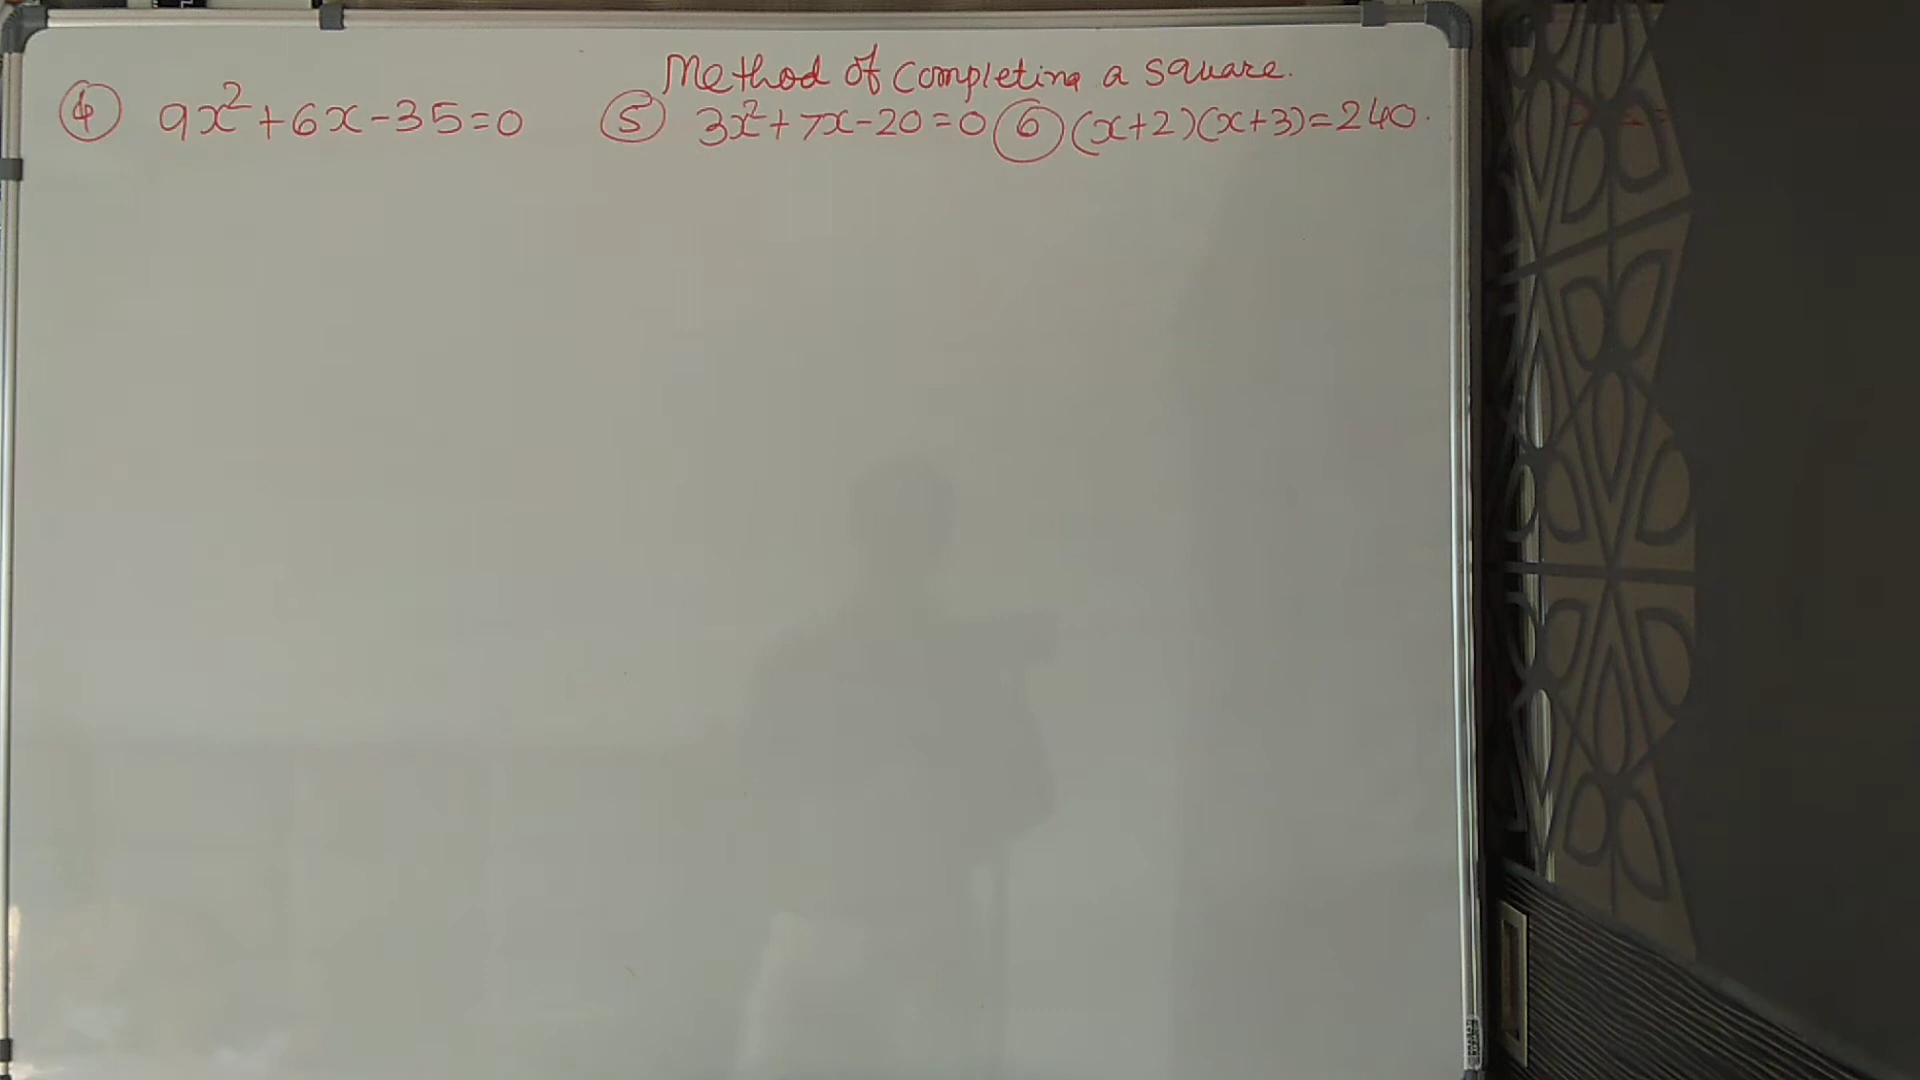 Method of Completing a square.
④ 9x²+6x-35=0 ⑤ 3x²+7x-20=0 ⑥ (x+2)(x+3)=240.